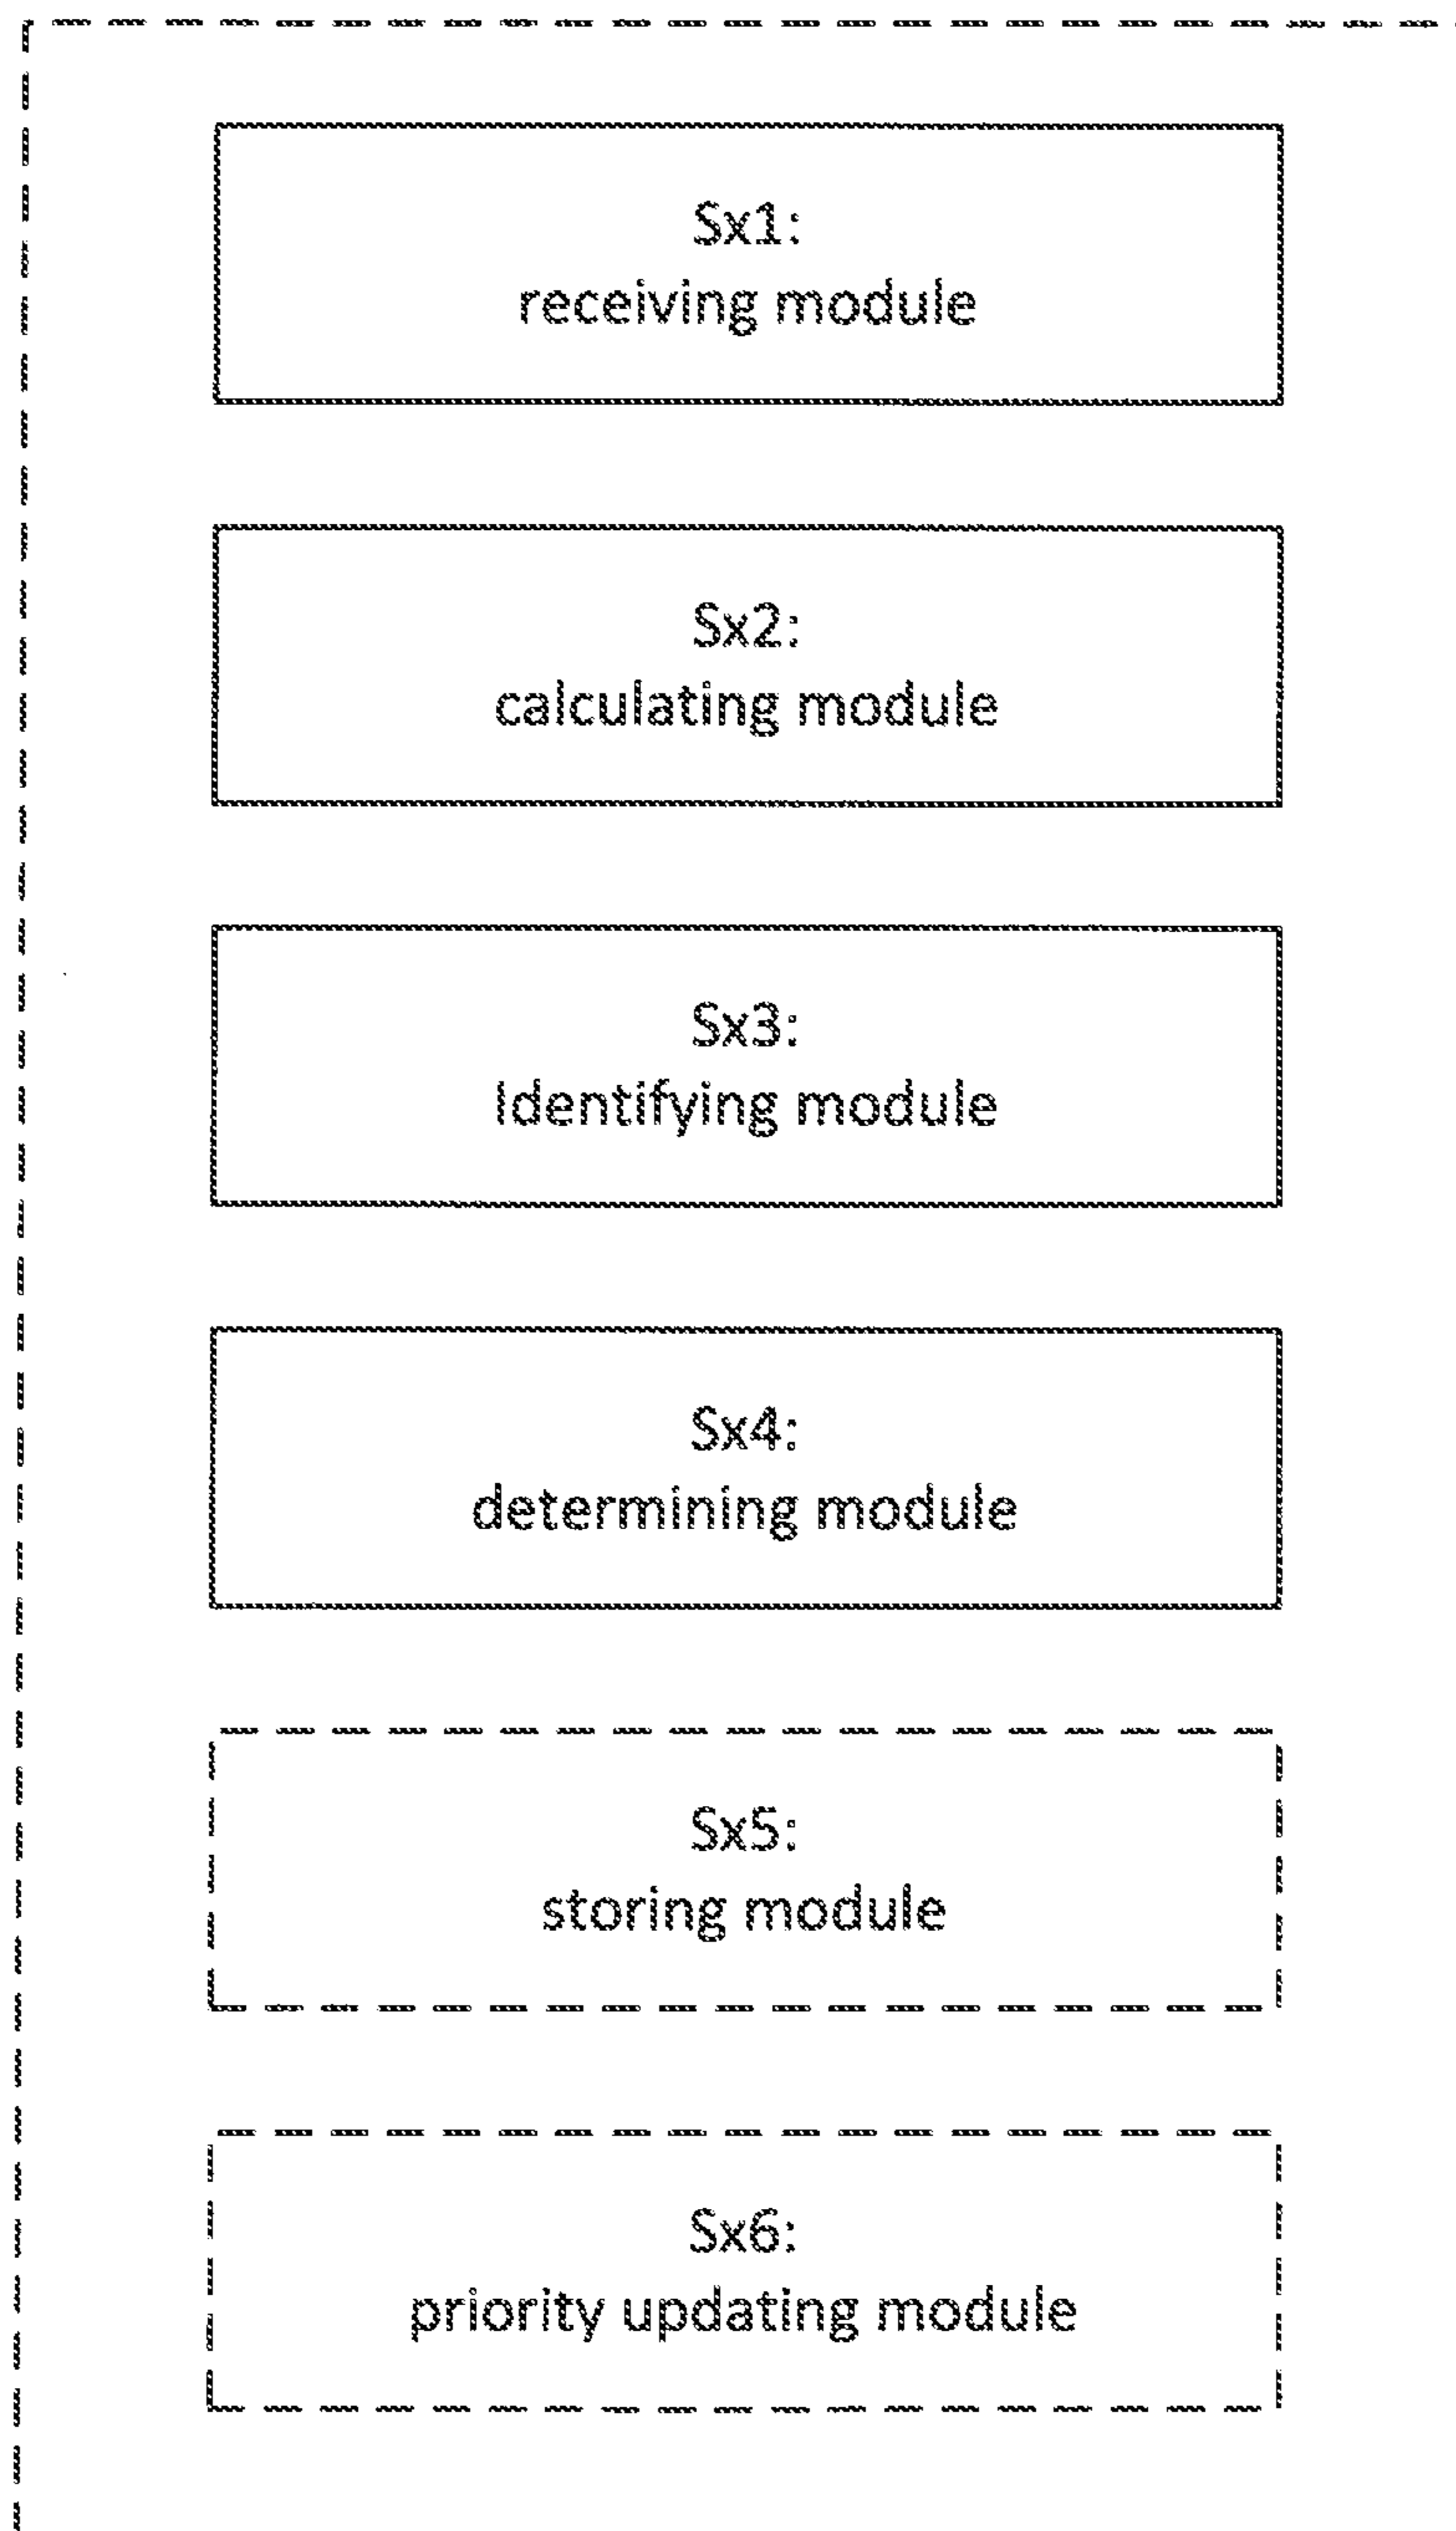 Sx1:
receiving module
Sx2:
calculating module
Sx3:
Identifying module
Sx4:
determining module
Sx5:
storing module
Sx6:
priority updating module